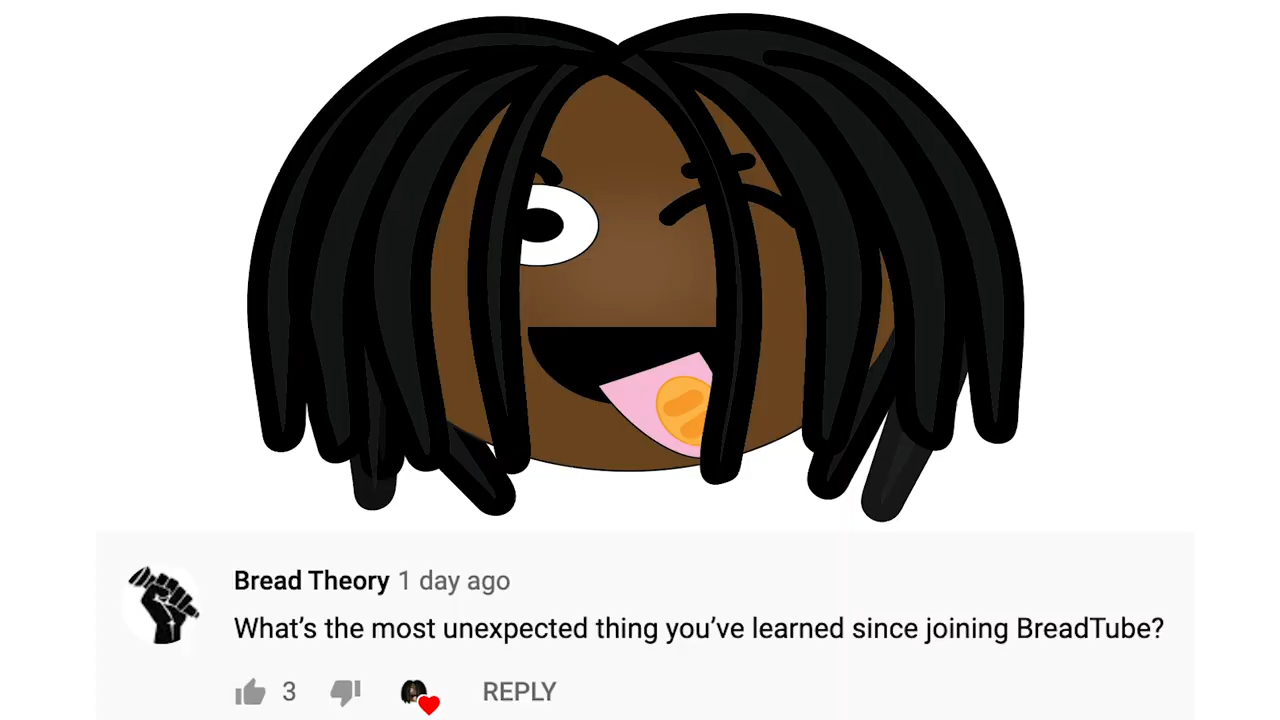 Bread Theory 1 day ago
What's the most unexpected thing you've learned since joining BreadTube?
3 REPLY